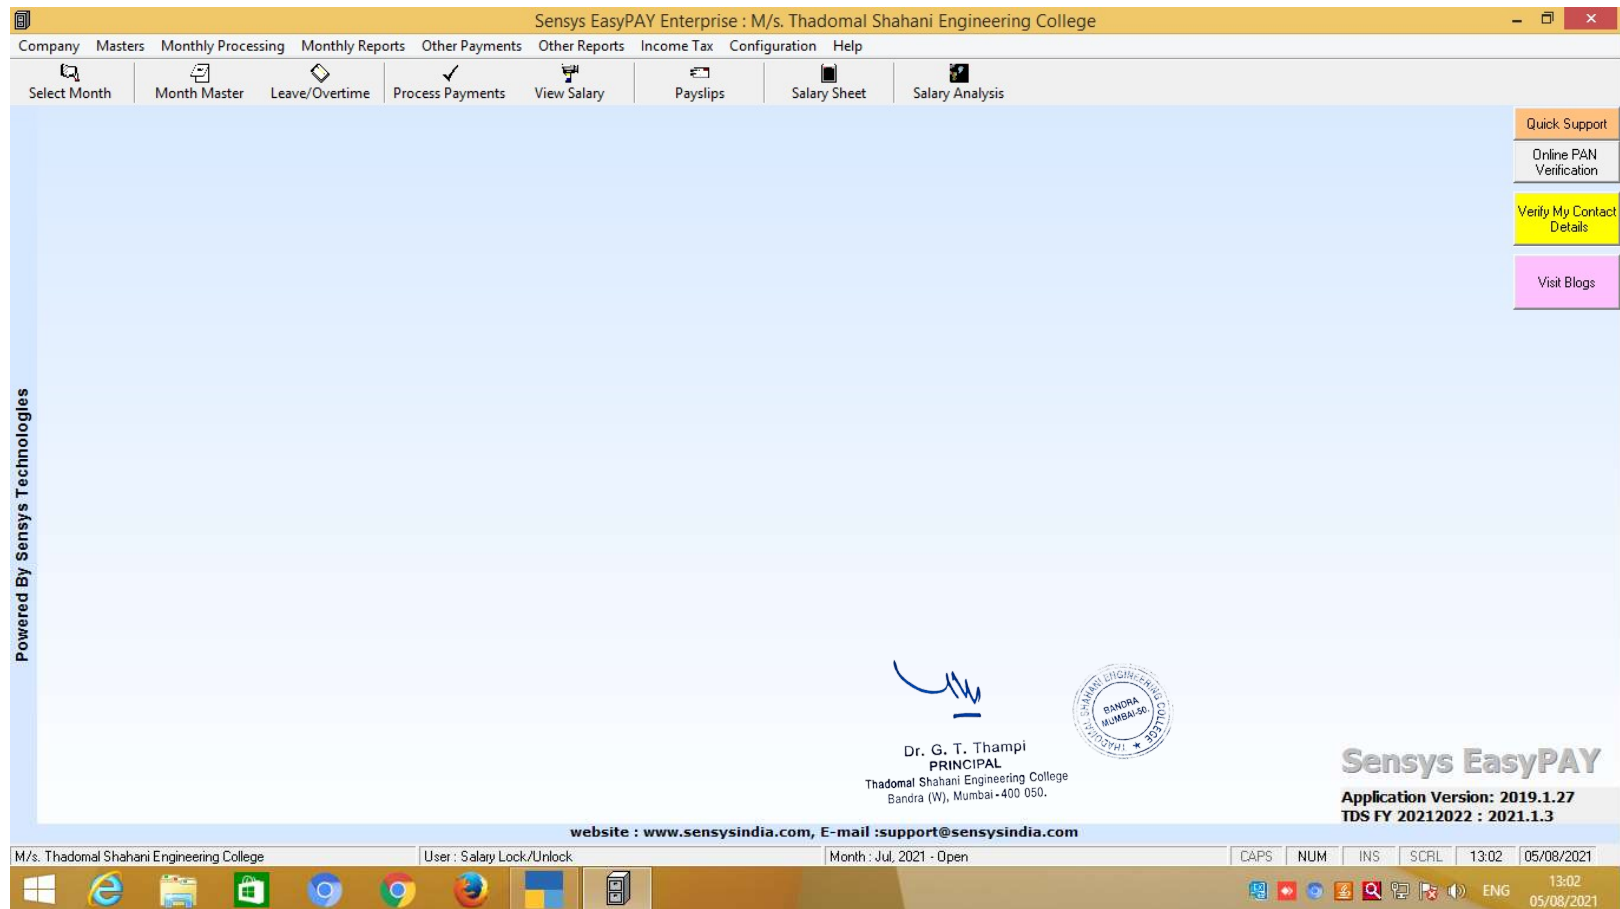 Sensys EasyPAY Enterprise : M/s. Thadomal Shahani Engineering College
Company Masters Monthly Processing Monthly Reports Other Payments Other Reports Income Tax Configuration Help
Select Month Month Master Leave/Overtime Process Payments View Salary Payslips Salary Sheet Salary Analysis
Quick Support
Online PAN
Verification
Verify My Contact
Details
Visit Blogs
Powered By Sensys Technologies
Dr. G. T. Thampi
PRINCIPAL
Thadomal Shahani Engineering College
Bandra (W), Mumbai - 400 050.
THADOMAL SHAHANI ENGINEERING COLLEGE
BANDRA
MUMBAI-50.
Sensys EasyPAY
Application Version: 2019.1.27
TDS FY 20212022 : 2021.1.3
website : www.sensysindia.com, E-mail :support@sensysindia.com
M/s. Thadomal Shahani Engineering College User : Salary Lock/Unlock Month : Jul, 2021 - Open CAPS NUM INS SCRL 13:02 05/08/2021
ENG 13:02
05/08/2021